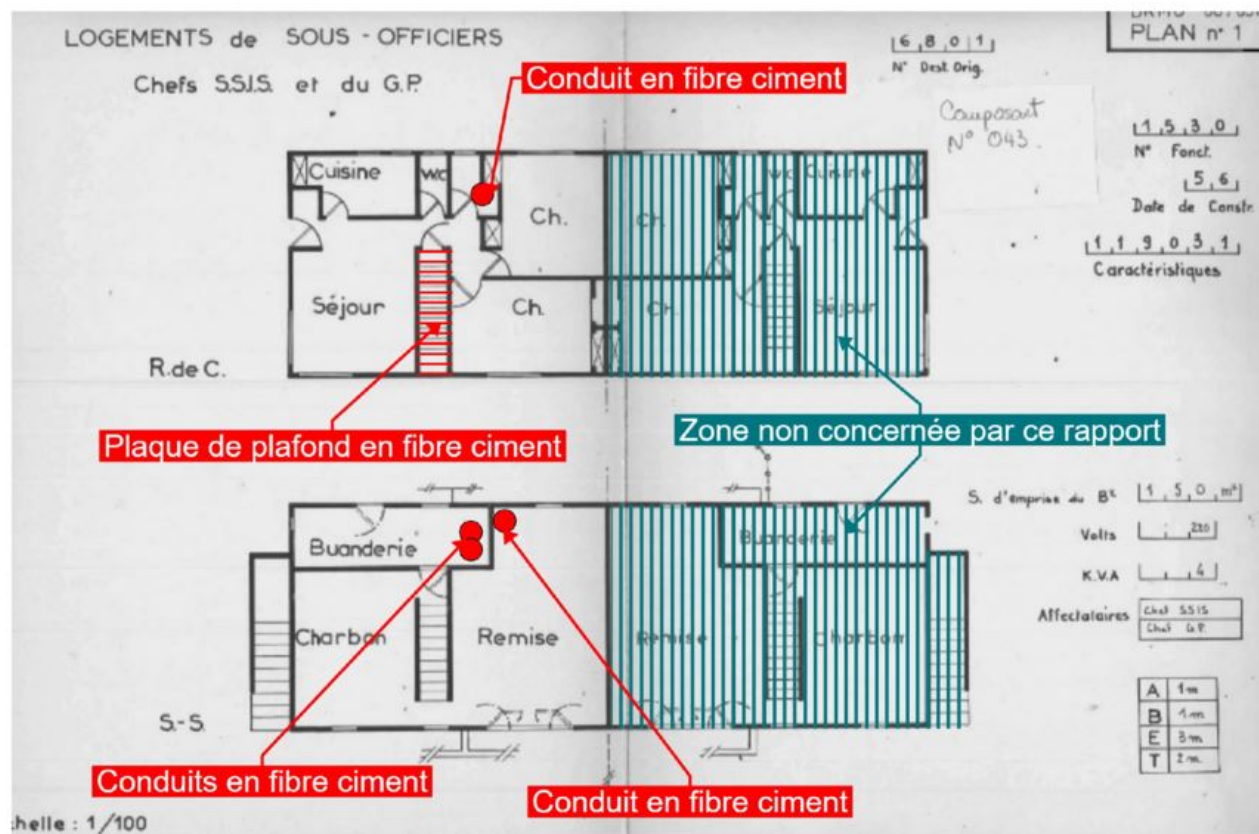 LOGEMENTS de SOUS - OFFICIERS
Chefs S.S.I.S. et du G.P.
Conduit en fibre ciment
6 8 0 1
N° Dest. Orig.
PLAN n° 1
Composant
N° 043.
1 5 3 0
N° Fonct.
5 6
Date de Constr.
1 1 9 0 3 1
Caractéristiques
Cuisine
W.C
Ch.
Ch.
W.C
Cuisine
Séjour
Ch.
Ch.
Séjour
R. de C.
Plaque de plafond en fibre ciment
Zone non concernée par ce rapport
S. d'emprise du Bt
1 5 0 m²
Volts
220
K.V.A
4
Affectataires
Chef SSIS
Chef G.P.
Buanderie
Buanderie
Charbon
Remise
Remise
Charbon
S.-S.
A 1m
B 1m
E 3m
T 2m
Conduits en fibre ciment
Conduit en fibre ciment
helle : 1/100